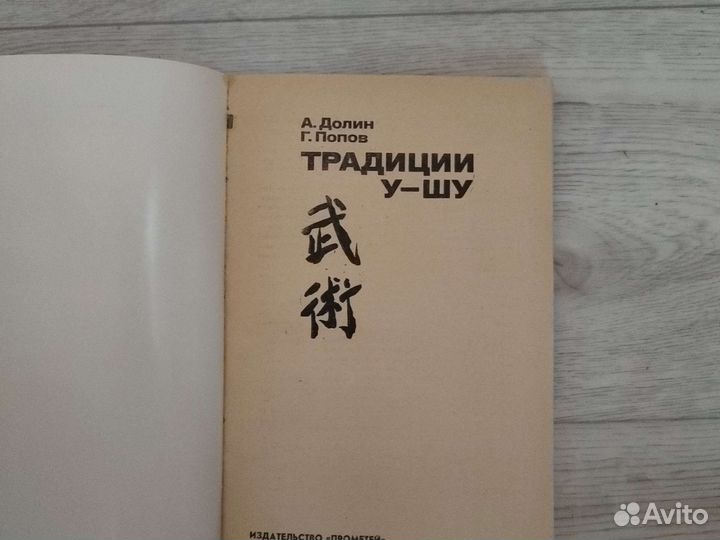 А. Долин
Г. Попов
ТРАДИЦИИ
У—ШУ
武
術
ИЗДАТЕЛЬСТВО «ПРОМЕТЕЙ»
Avito